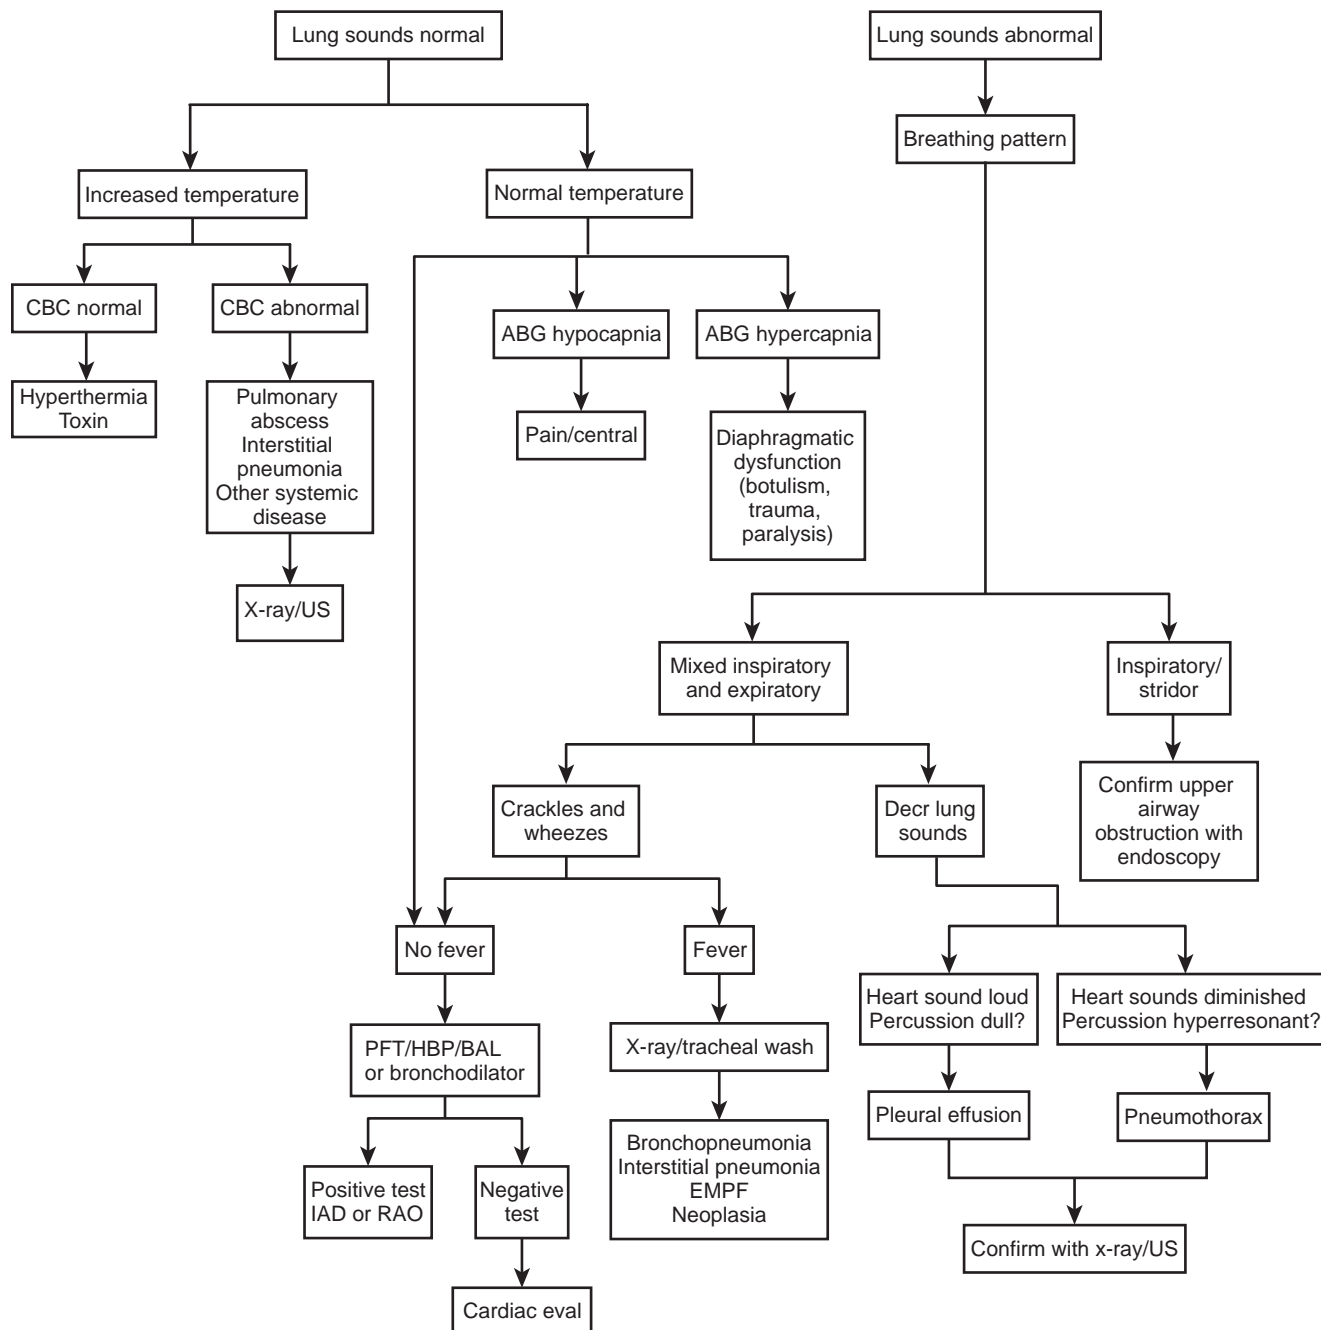 Lung sounds normal
Lung sounds abnormal
Breathing pattern
Increased temperature
Normal temperature
CBC normal
CBC abnormal
ABG hypocapnia
ABG hypercapnia
Hyperthermia
Toxin
Pulmonary
abscess
Interstitial
pneumonia
Other systemic
disease
Pain/central
Diaphragmatic
dysfunction
(botulism,
trauma,
paralysis)
X-ray/US
Mixed inspiratory
and expiratory
Inspiratory/
stridor
Crackles and
wheezes
Decr lung
sounds
Confirm upper
airway
obstruction with
endoscopy
No fever
Fever
Heart sound loud
Percussion dull?
Heart sounds diminished
Percussion hyperresonant?
PFT/HBP/BAL
or bronchodilator
X-ray/tracheal wash
Pleural effusion
Pneumothorax
Positive test
IAD or RAO
Negative
test
Bronchopneumonia
Interstitial pneumonia
EMPF
Neoplasia
Confirm with x-ray/US
Cardiac eval